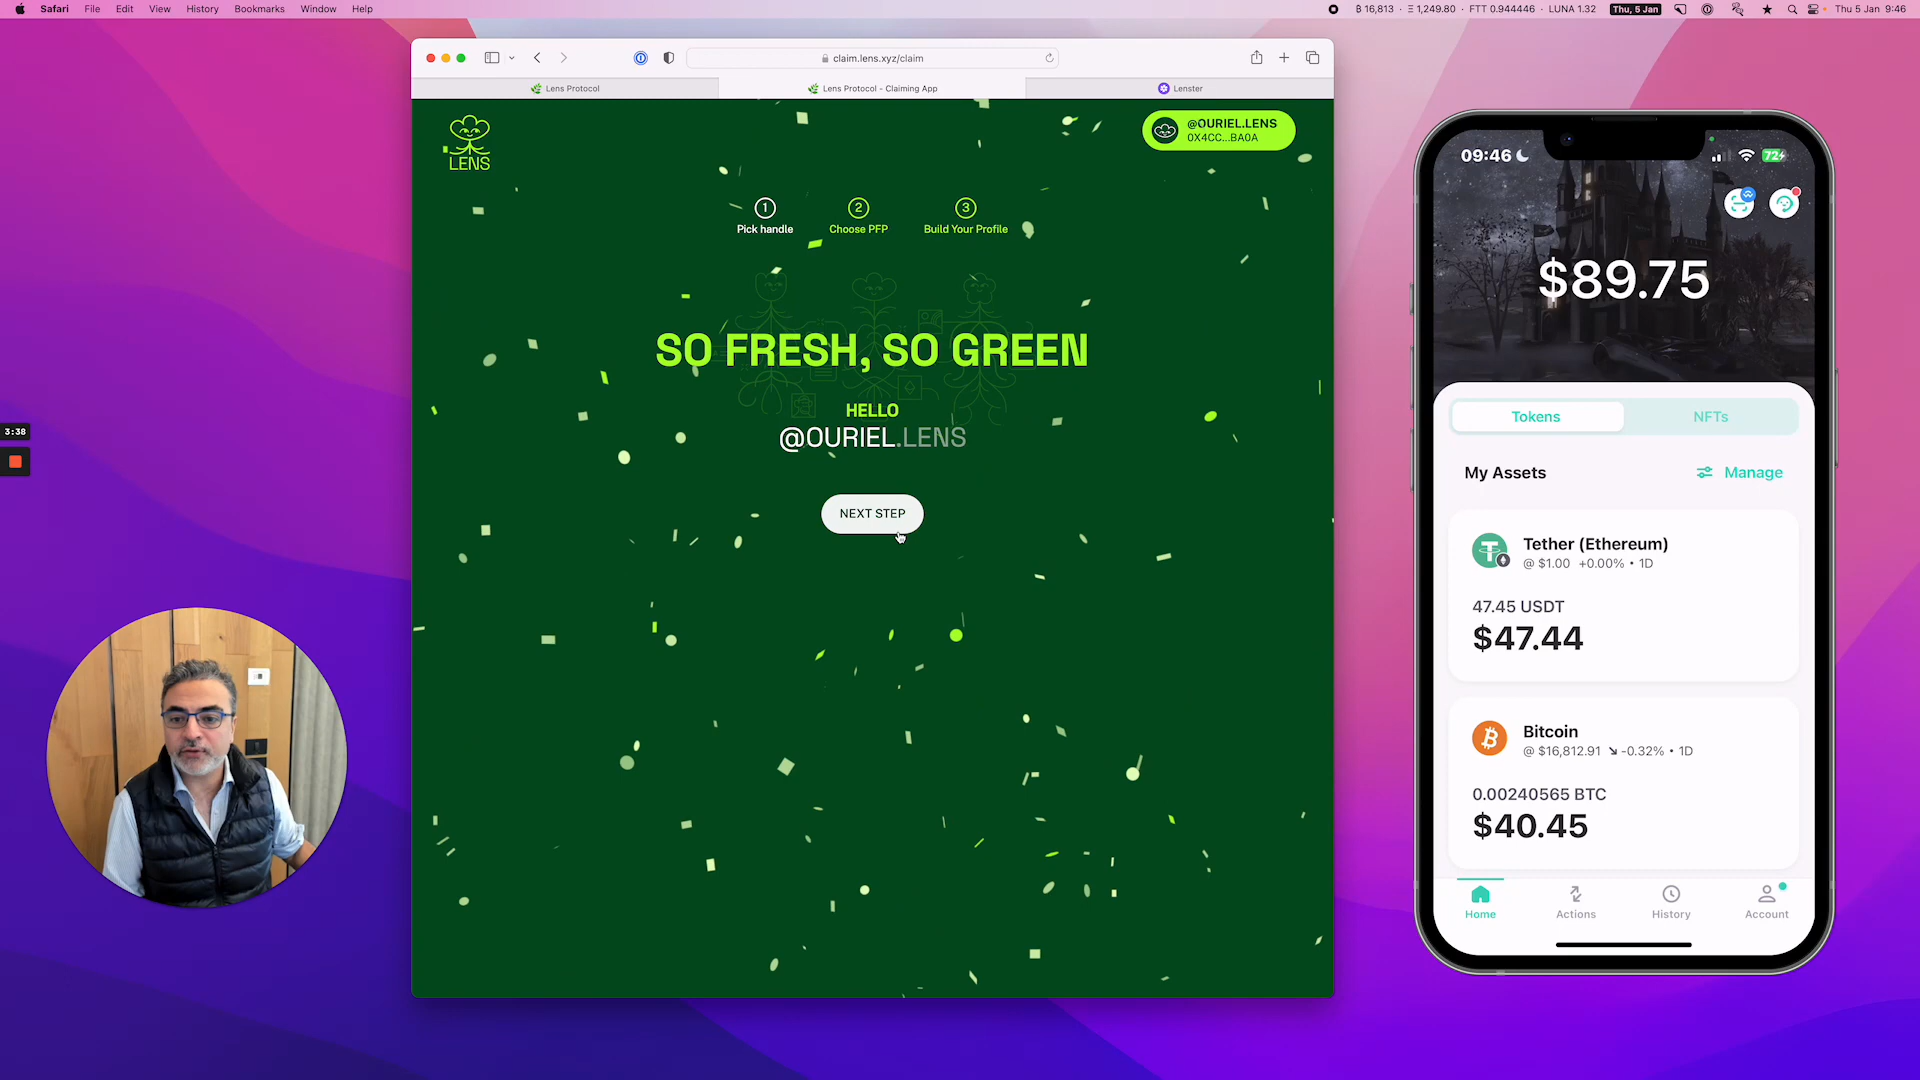 Safari File Edit View History Bookmarks Window Help
฿ 16,813 · Ξ 1,249.80 · FTT 0.944446 · LUNA 1.32 Thu, 5 Jan Thu 5 Jan 9:46
claim.lens.xyz/claim
Lens Protocol
Lens Protocol - Claiming App
Lenster
LENS
@OURIEL.LENS
0X4CC...BA0A
1 2 3
Pick handle Choose PFP Build Your Profile
SO FRESH, SO GREEN
HELLO
@OURIEL.LENS
NEXT STEP
3:38
09:46
72
$89.75
Tokens NFTs
My Assets Manage
Tether (Ethereum)
@ $1.00 +0.00% • 1D
47.45 USDT
$47.44
Bitcoin
@ $16,812.91 ↘ -0.32% • 1D
0.00240565 BTC
$40.45
Home Actions History Account